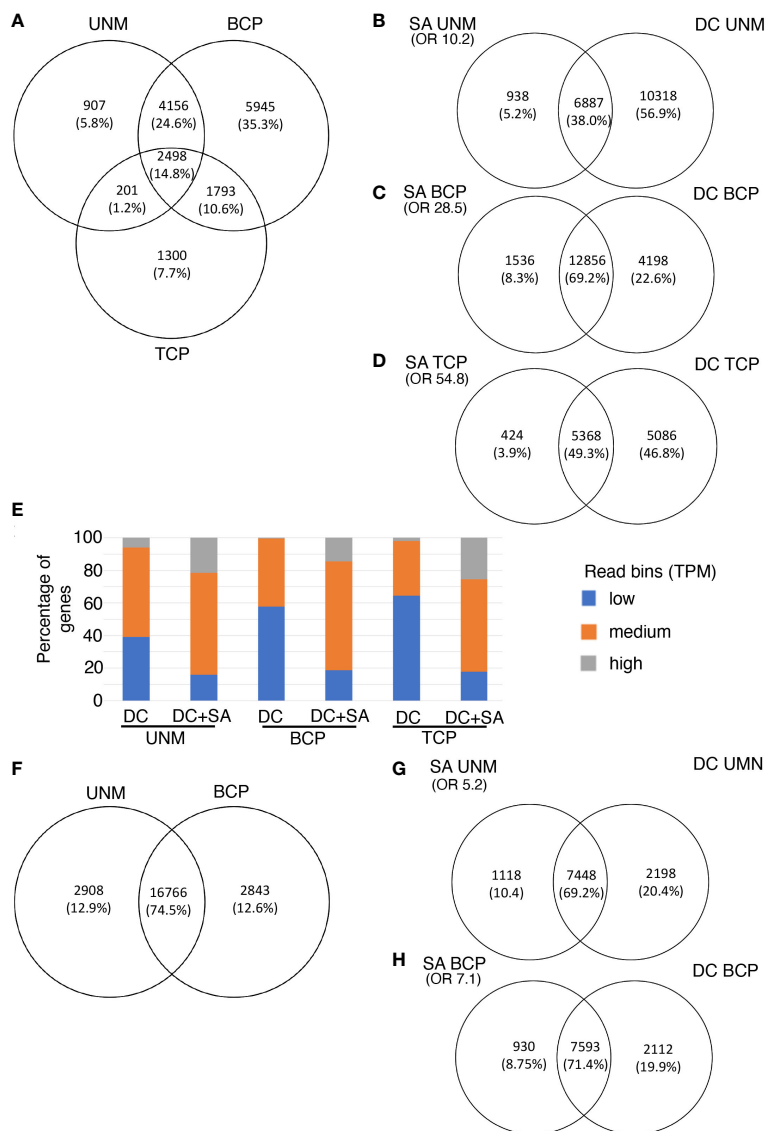 A
UNM
BCP
907
(5.8%)
4156
(24.6%)
5945
(35.3%)
2498
(14.8%)
201
(1.2%)
1793
(10.6%)
1300
(7.7%)
TCP
B
SA UNM
(OR 10.2)
DC UNM
938
(5.2%)
6887
(38.0%)
10318
(56.9%)
C
SA BCP
(OR 28.5)
DC BCP
1536
(8.3%)
12856
(69.2%)
4198
(22.6%)
D
SA TCP
(OR 54.8)
DC TCP
424
(3.9%)
5368
(49.3%)
5086
(46.8%)
E
Percentage of
genes
100
80
60
40
20
0
DC DC+SA DC DC+SA DC DC+SA
UNM BCP TCP
Read bins (TPM)
low
medium
high
F
UNM
BCP
2908
(12.9%)
16766
(74.5%)
2843
(12.6%)
G
SA UNM
(OR 5.2)
DC UMN
1118
(10.4)
7448
(69.2%)
2198
(20.4%)
H
SA BCP
(OR 7.1)
DC BCP
930
(8.75%)
7593
(71.4%)
2112
(19.9%)